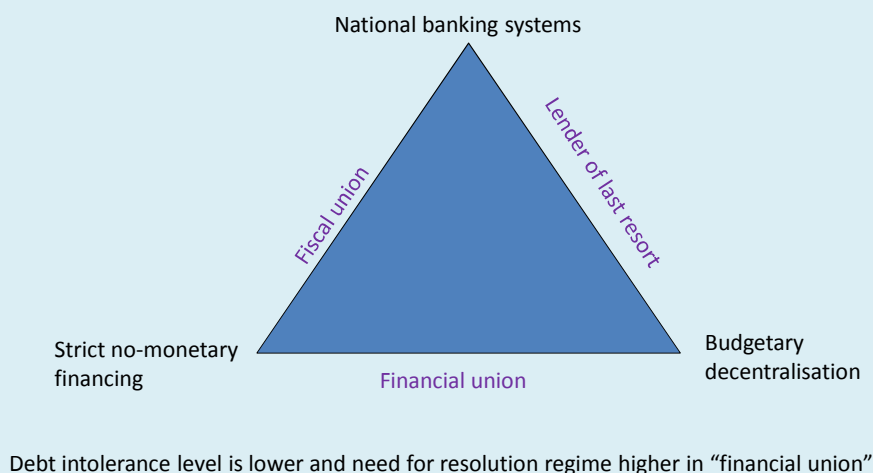 National banking systems
Fiscal union
Lender of last resort
Strict no-monetary
financing
Budgetary
decentralisation
Financial union
Debt intolerance level is lower and need for resolution regime higher in “financial union”